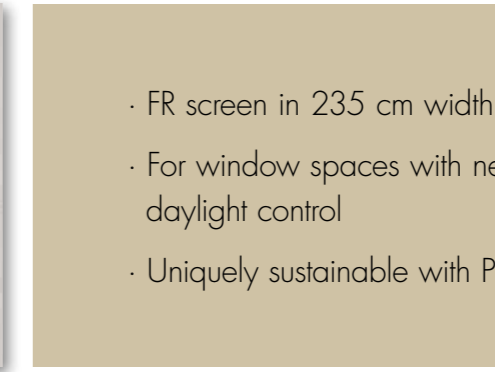 · FR screen in 235 cm width
· For window spaces with
daylight control
· Uniquely sustainable with